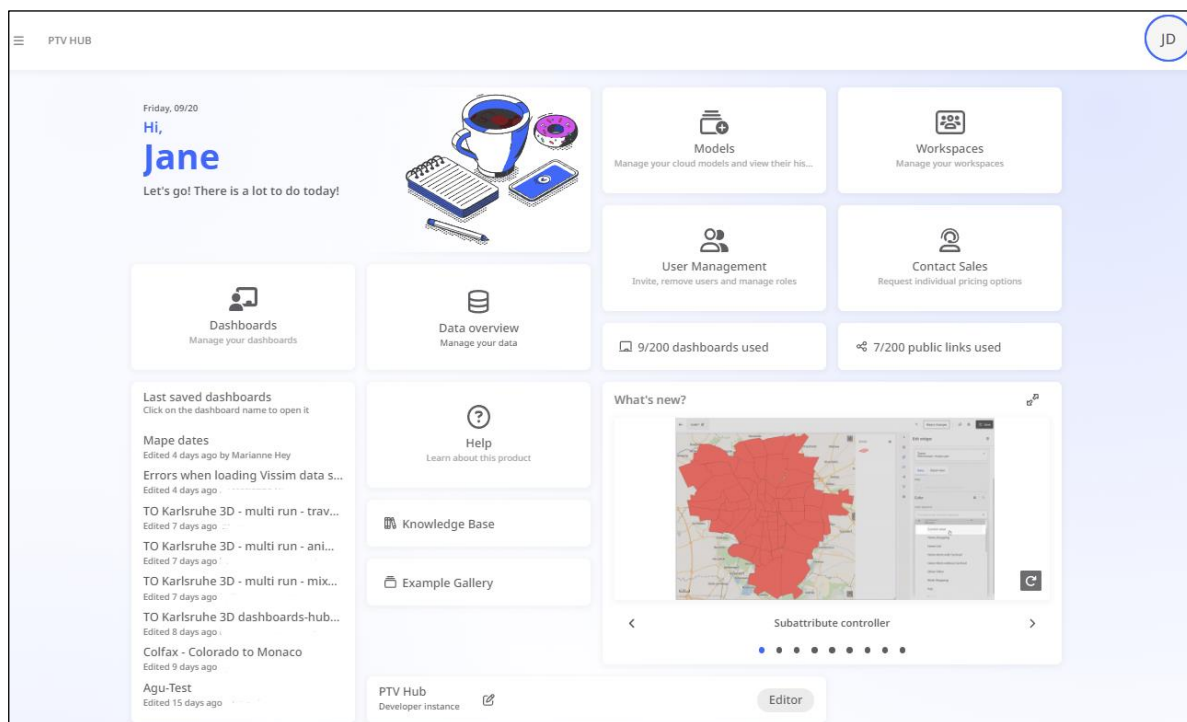 PTV HUB
JD
Friday, 09/20
Hi,
Jane
Let's go! There is a lot to do today!
Models
Manage your cloud models and view their his...
Workspaces
Manage your workspaces
User Management
Invite, remove users and manage roles
Contact Sales
Request individual pricing options
Dashboards
Manage your dashboards
Data overview
Manage your data
9/200 dashboards used
7/200 public links used
Last saved dashboards
Click on the dashboard name to open it
Mape dates
Edited 4 days ago by Marianne Hey
Errors when loading Vissim data s...
Edited 4 days ago
TO Karlsruhe 3D - multi run - trav...
Edited 7 days ago
TO Karlsruhe 3D - multi run - ani...
Edited 7 days ago
TO Karlsruhe 3D - multi run - mix...
Edited 7 days ago
TO Karlsruhe 3D dashboards-hub...
Edited 8 days ago
Colfax - Colorado to Monaco
Edited 9 days ago
Agu-Test
Edited 15 days ago
Help
Learn about this product
Knowledge Base
Example Gallery
What's new?
Subattribute controller
PTV Hub
Developer instance
Editor